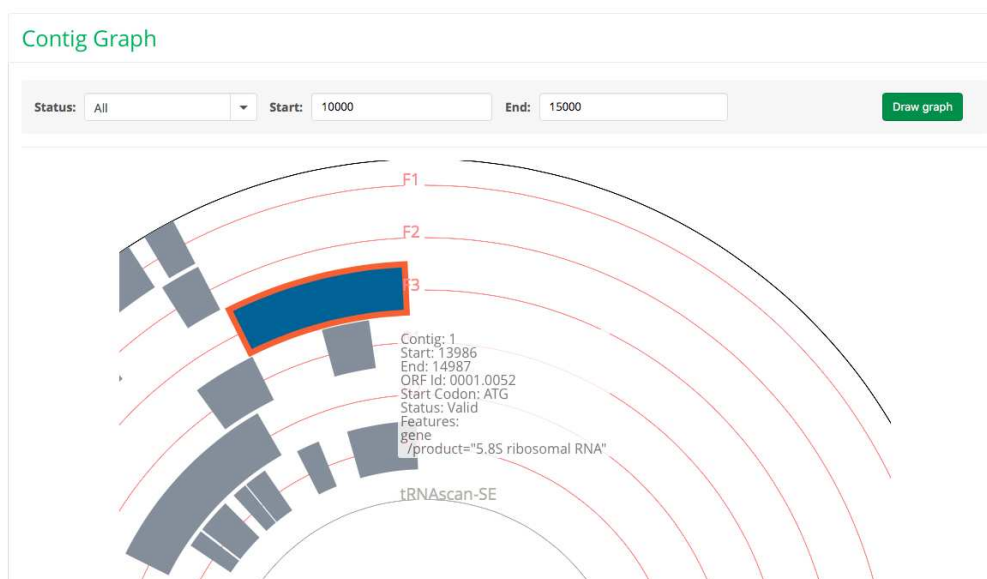 Contig Graph
Status: All Start: 10000 End: 15000 Draw graph
F1
F2
F3
Contig: 1
Start: 13986
End: 14987
ORF Id: 0001.0052
Start Codon: ATG
Status: Valid
Features:
gene
/product="5.8S ribosomal RNA"
tRNAscan-SE